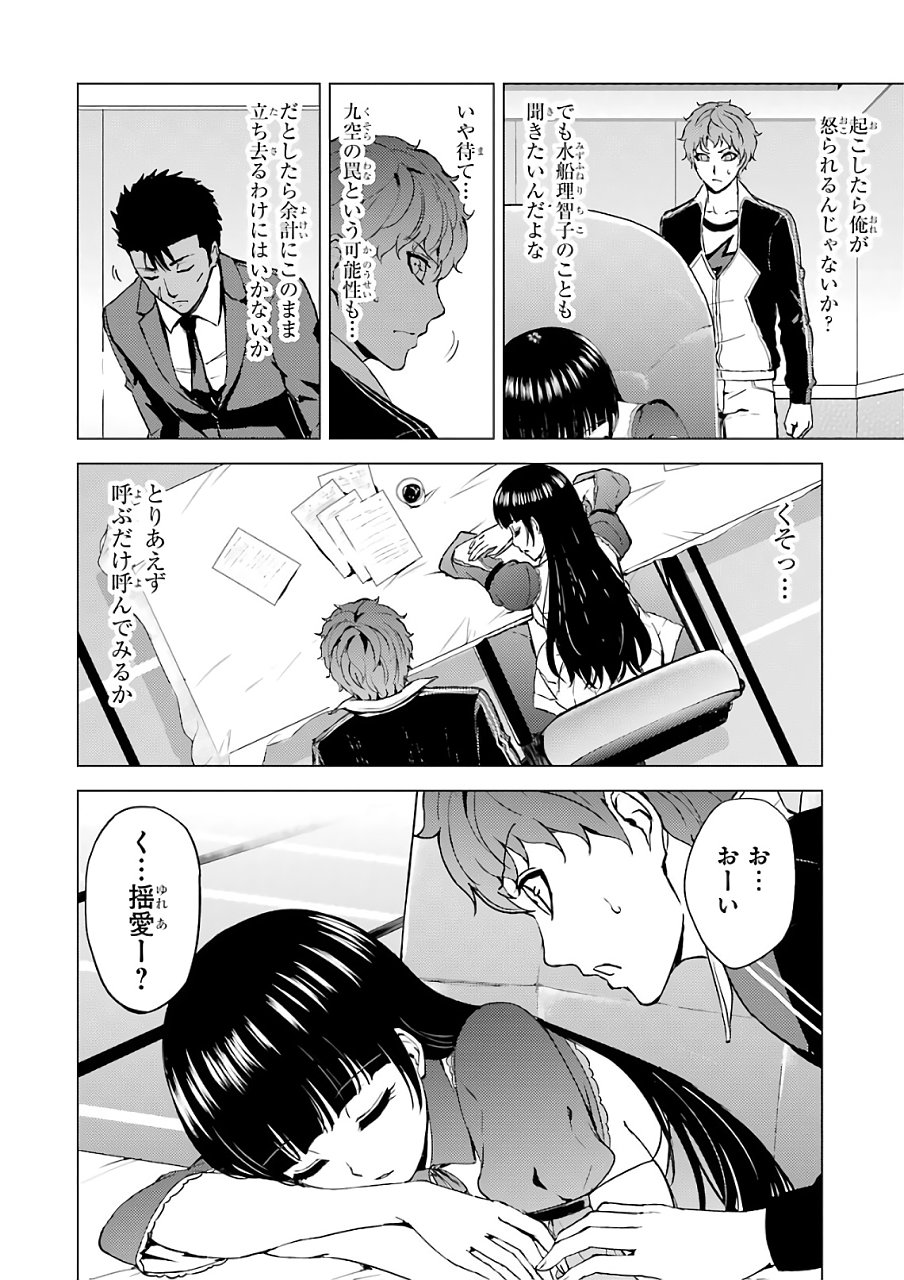 起こしたら俺が
怒られるんじゃないか?
でも水船理智子のことも
聞きたいんだよな
いや待て…
九空の罠という可能性も…
だとしたら余計にこのまま
立ち去るわけにはいかないか
くそっ…
とりあえず
呼ぶだけ呼んでみるか
お…
おーい
く…揺愛ー?